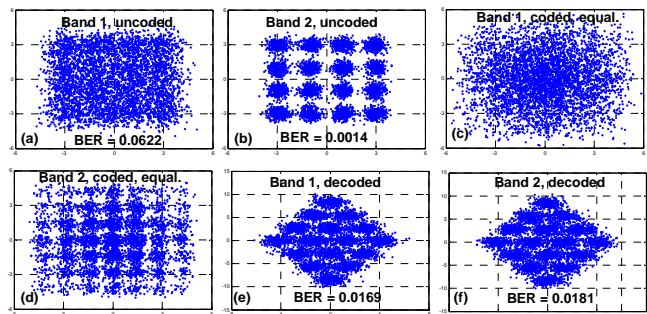 Band 1, uncoded
(a)
BER = 0.0622
Band 2, uncoded
(b)
BER = 0.0014
Band 1, coded, equal.
(c)
Band 2, coded, equal.
(d)
Band 1, decoded
(e)
BER = 0.0169
Band 2, decoded
(f)
BER = 0.0181